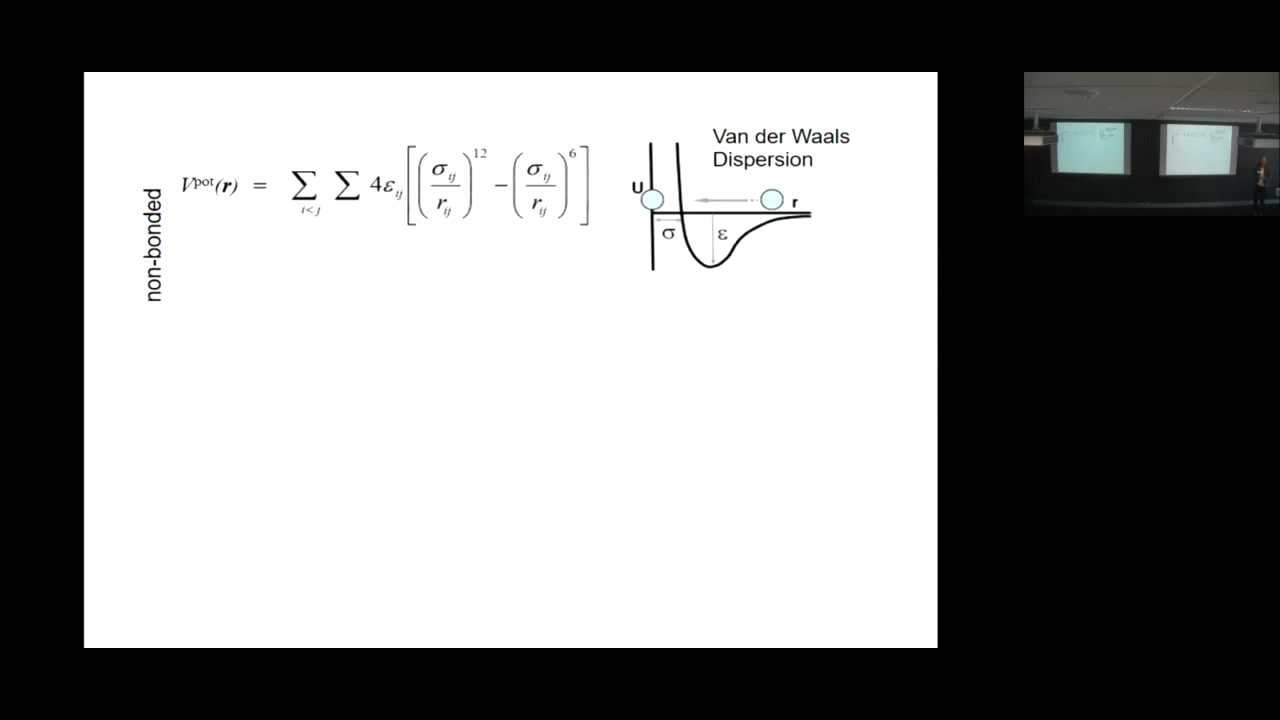 non-bonded
V^pot(r) = ∑_{i<j} ∑ 4ε_ij [ (σ_ij / r_ij)^12 − (σ_ij / r_ij)^6 ]
Van der Waals
Dispersion
U
r
σ
ε